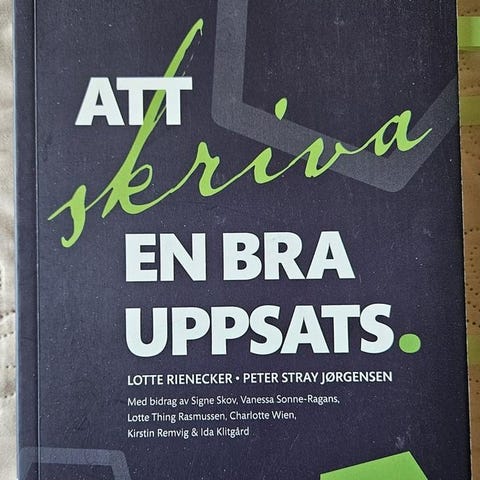 ATT
skriva
EN BRA
UPPSATS.
LOTTE RIENECKER • PETER STRAY JØRGENSEN
Med bidrag av Signe Skov, Vanessa Sonne-Ragans,
Lotte Thing Rasmussen, Charlotte Wien,
Kirstin Remvig & Ida Klitgård